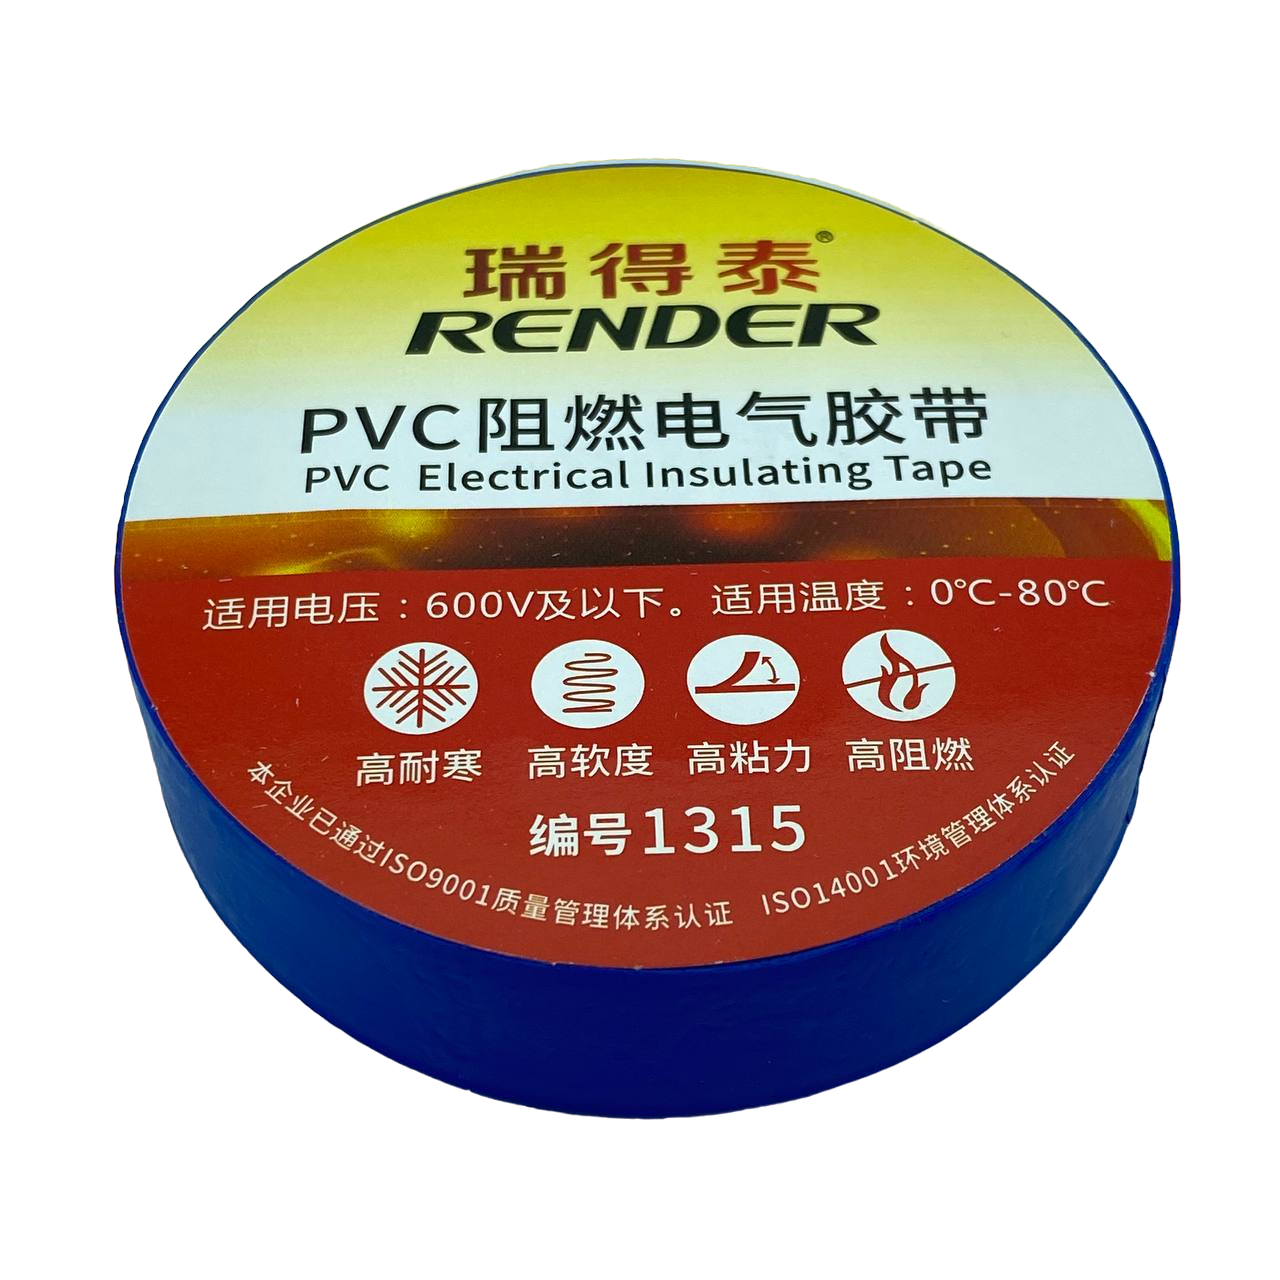 瑞得泰®
RENDER
PVC阻燃电气胶带
PVC Electrical Insulating Tape
适用电压：600V及以下。适用温度：0℃-80℃
高耐寒 高软度 高粘力 高阻燃
编号1315
本企业已通过ISO9001质量管理体系认证 ISO14001环境管理体系认证